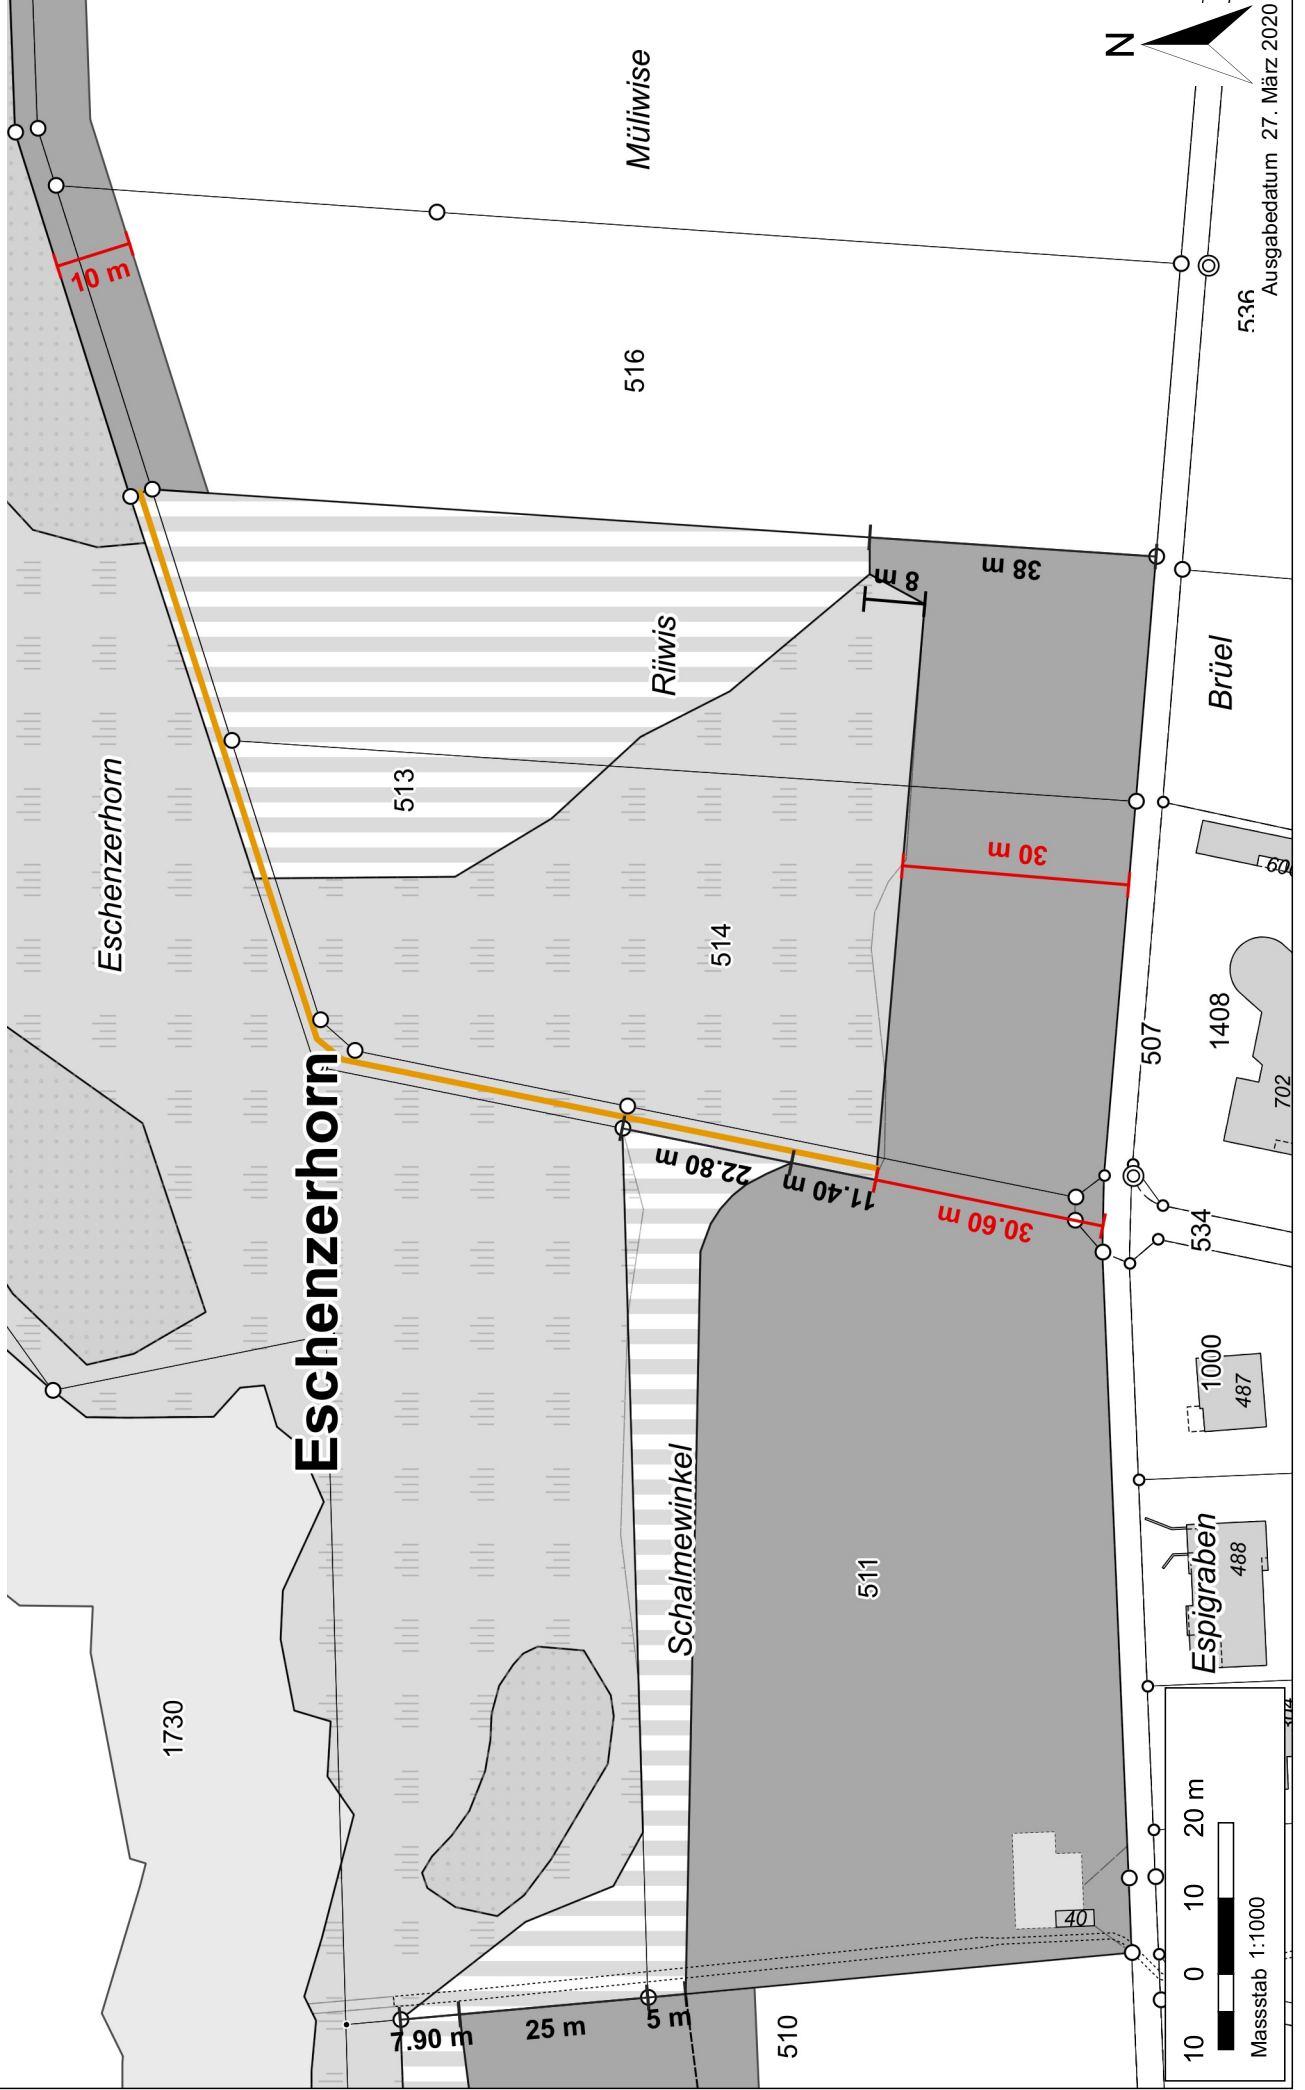 N
Ausgabedatum 27. März 2020
Müliwise
10 m
516
536
Eschenzerhorn
Riiwis
8 m
38 m
513
Brüel
30 m
514
1408
507
702
Eschenzerhorn
22.80 m
11.40 m
30.60 m
534
1000
487
Schalmewinkel
511
Espigraben
488
1730
40
7.90 m
25 m
5 m
510
10 0 10 20 m
Massstab 1:1000